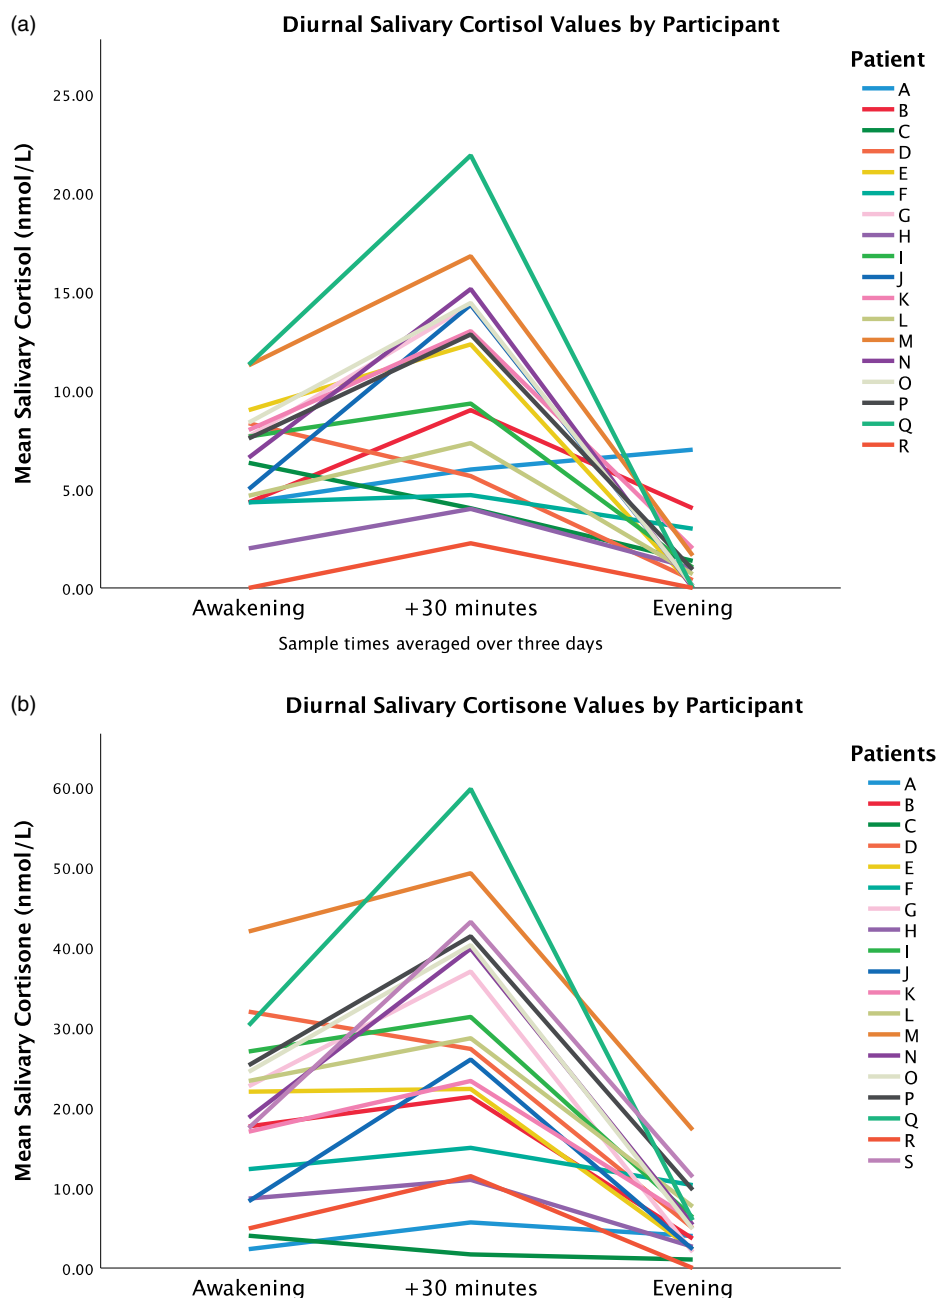 (a)
Diurnal Salivary Cortisol Values by Participant
Mean Salivary Cortisol (nmol/L)
25.00
20.00
15.00
10.00
5.00
0.00
Awakening +30 minutes Evening
Sample times averaged over three days
Patient
A
B
C
D
E
F
G
H
I
J
K
L
M
N
O
P
Q
R
(b)
Diurnal Salivary Cortisone Values by Participant
Mean Salivary Cortisone (nmol/L)
60.00
50.00
40.00
30.00
20.00
10.00
0.00
Awakening +30 minutes Evening
Patients
A
B
C
D
E
F
G
H
I
J
K
L
M
N
O
P
Q
R
S